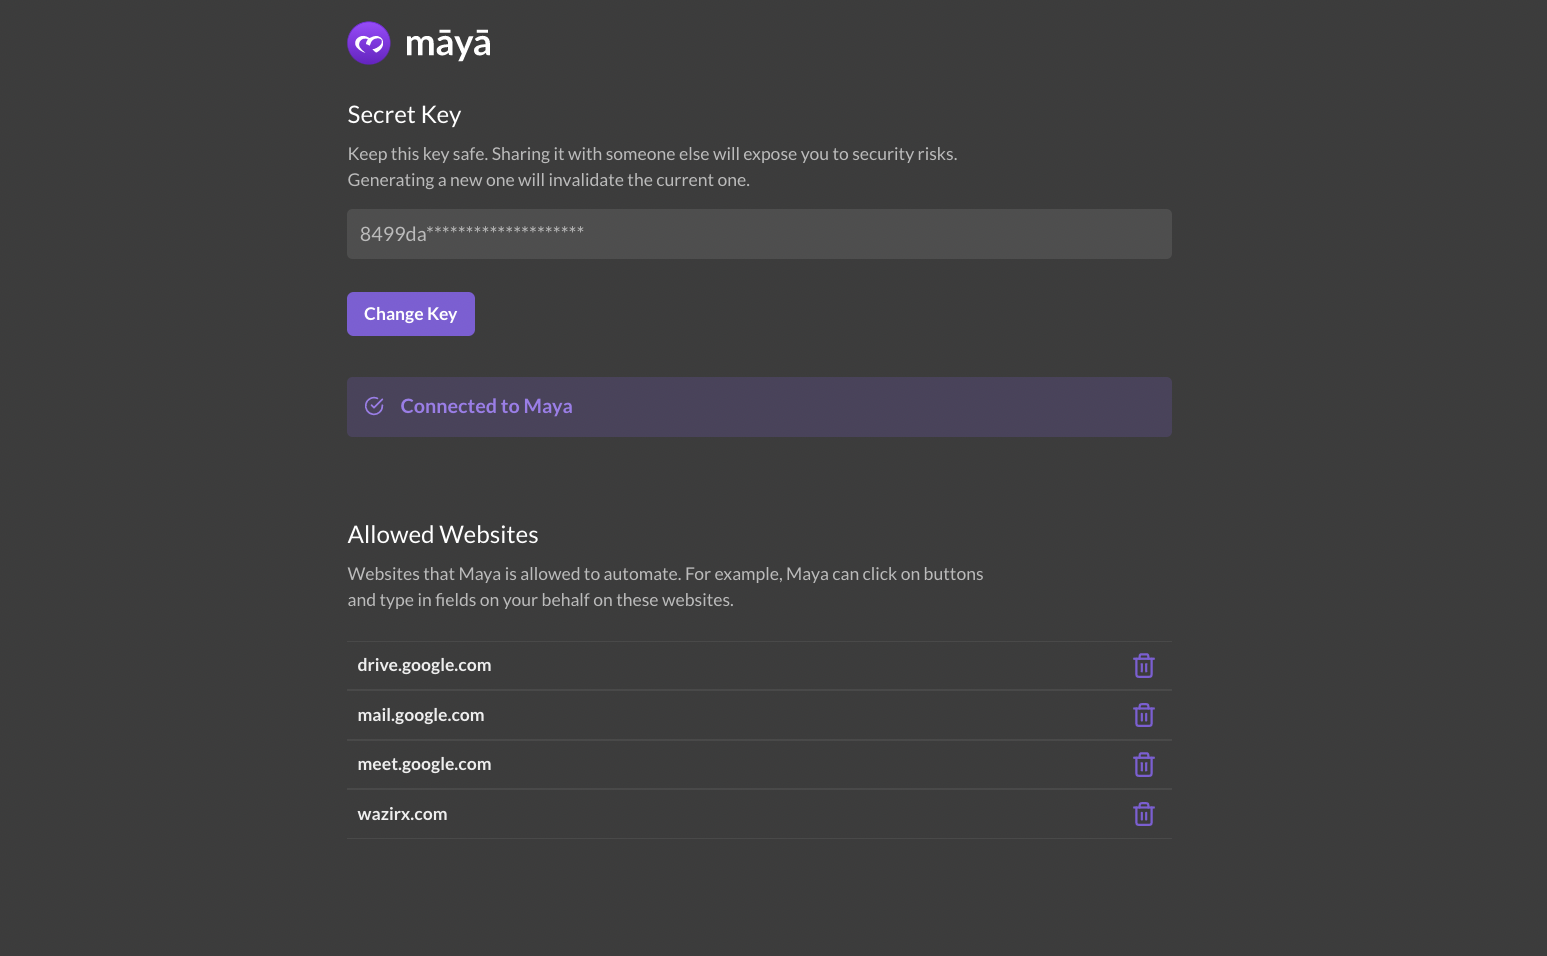 māyā
Secret Key
Keep this key safe. Sharing it with someone else will expose you to security risks.
Generating a new one will invalidate the current one.
8499da********************
Change Key
Connected to Maya
Allowed Websites
Websites that Maya is allowed to automate. For example, Maya can click on buttons
and type in fields on your behalf on these websites.
drive.google.com
mail.google.com
meet.google.com
wazirx.com